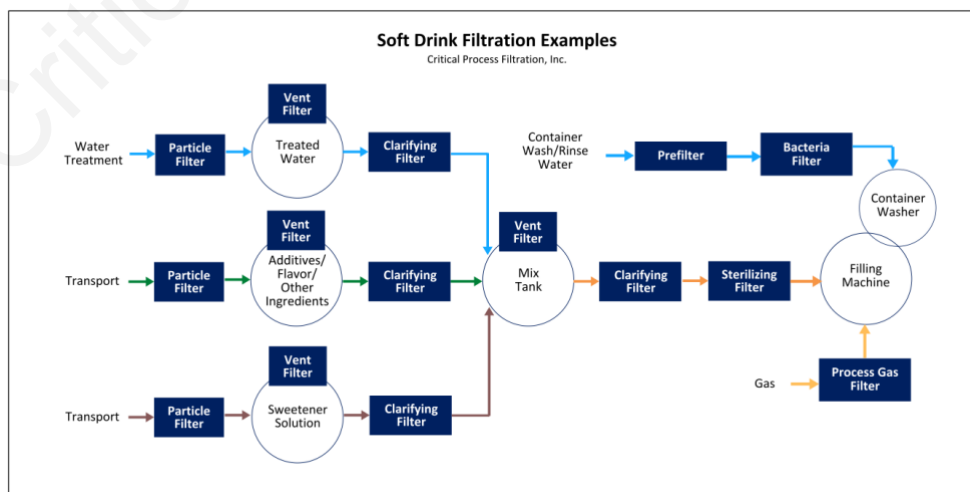 Critic
Soft Drink Filtration Examples
Critical Process Filtration, Inc.
Vent
Filter
Water
Treatment
Particle
Filter
Treated
Water
Clarifying
Filter
Container
Wash/Rinse
Water
Prefilter
Bacteria
Filter
Container
Washer
Vent
Filter
Transport
Particle
Filter
Additives/
Flavor/
Other
Ingredients
Clarifying
Filter
Vent
Filter
Mix
Tank
Clarifying
Filter
Sterilizing
Filter
Filling
Machine
Vent
Filter
Transport
Particle
Filter
Sweetener
Solution
Clarifying
Filter
Gas
Process Gas
Filter